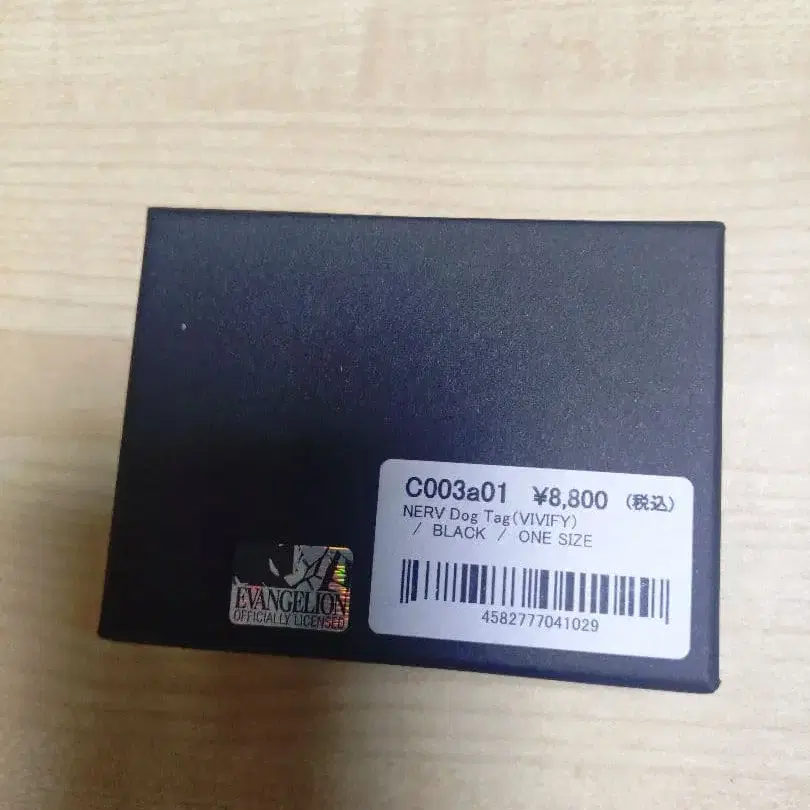 C003a01 ¥8,800 (税込)
NERV Dog Tag(VIVIFY)
/ BLACK / ONE SIZE
4582777041029
EVANGELION
OFFICIALLY LICENSED